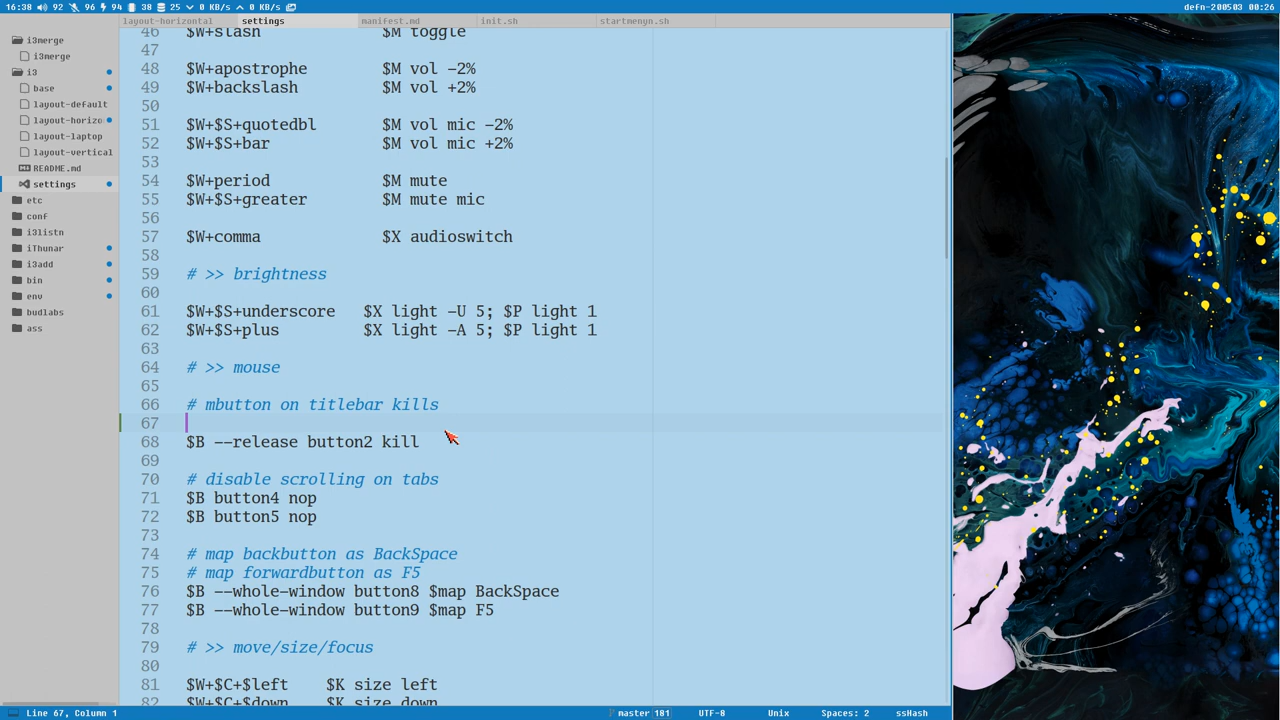 16:38 92 96 94 38 25 0 KB/s 0 KB/s
defn-200503 00:26
layout-horizontal settings manifest.md init.sh startmenyn.sh
i3merge
i3merge
i3
base
layout-default
layout-horizo
layout-laptop
layout-vertical
README.md
settings
etc
conf
i3listn
iThunar
i3add
bin
env
budlabs
ass
46 $W+slash $M toggle
47
48 $W+apostrophe $M vol -2%
49 $W+backslash $M vol +2%
50
51 $W+$S+quotedbl $M vol mic -2%
52 $W+$S+bar $M vol mic +2%
53
54 $W+period $M mute
55 $W+$S+greater $M mute mic
56
57 $W+comma $X audioswitch
58
59 # >> brightness
60
61 $W+$S+underscore $X light -U 5; $P light 1
62 $W+$S+plus $X light -A 5; $P light 1
63
64 # >> mouse
65
66 # mbutton on titlebar kills
67
68 $B --release button2 kill
69
70 # disable scrolling on tabs
71 $B button4 nop
72 $B button5 nop
73
74 # map backbutton as BackSpace
75 # map forwardbutton as F5
76 $B --whole-window button8 $map BackSpace
77 $B --whole-window button9 $map F5
78
79 # >> move/size/focus
80
81 $W+$C+$left $K size left
82 $W+$C+$down $K size down
Line 67, Column 1 master 181 UTF-8 Unix Spaces: 2 ssHash